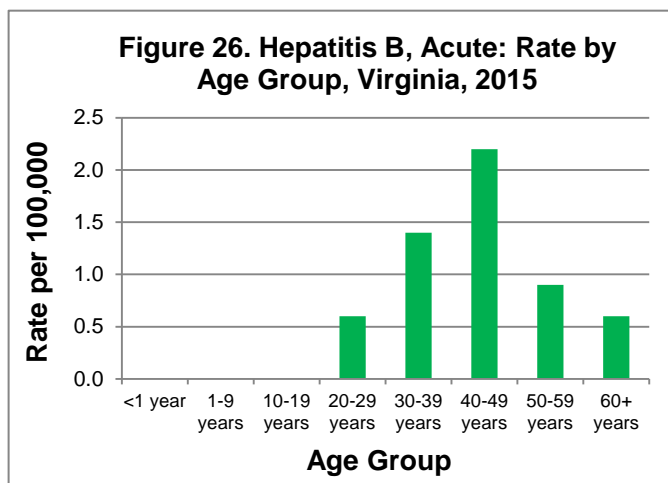 Figure 26. Hepatitis B, Acute: Rate by
Age Group, Virginia, 2015
Rate per 100,000
2.5
2.0
1.5
1.0
0.5
0.0
<1 year
1-9
years
10-19
years
20-29
years
30-39
years
40-49
years
50-59
years
60+
years
Age Group